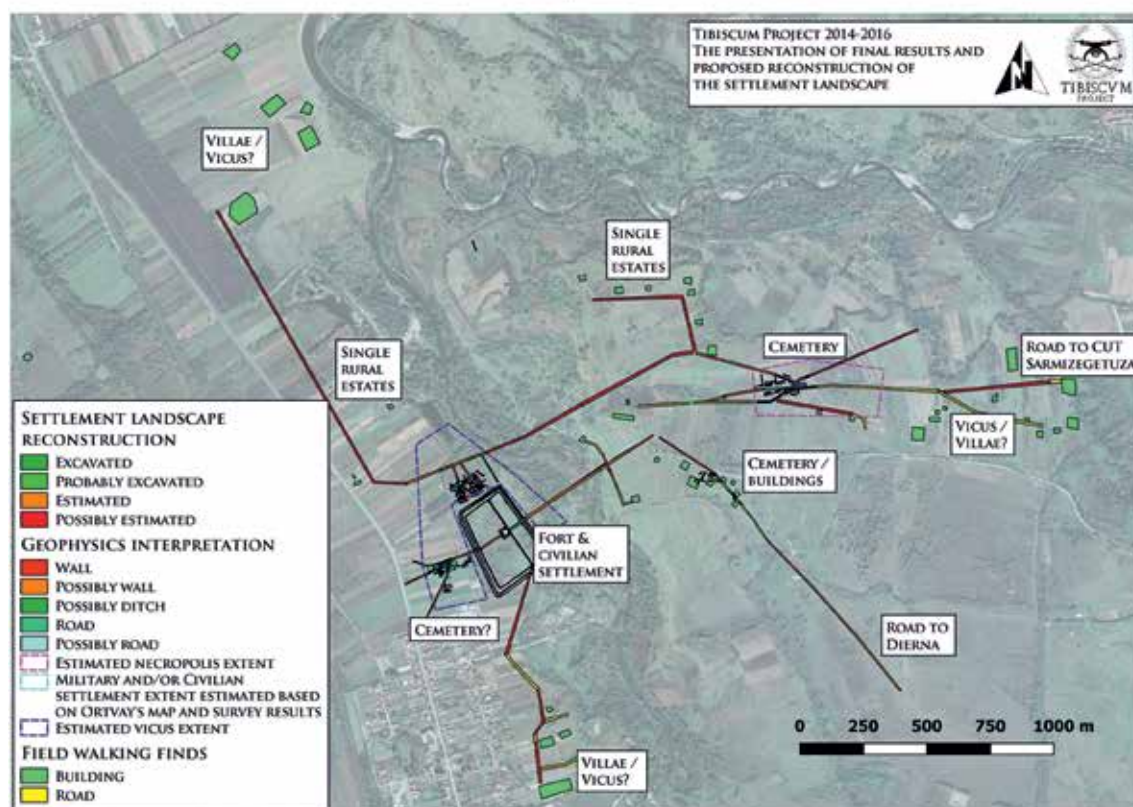 TIBISCUM PROJECT 2014-2016
THE PRESENTATION OF FINAL RESULTS AND
PROPOSED RECONSTRUCTION OF
THE SETTLEMENT LANDSCAPE
N
TIBISCVM
PROJECT
VILLAE /
VICUS?
SINGLE
RURAL
ESTATES
SINGLE
RURAL
ESTATES
CEMETERY
ROAD TO CUT
SARMIZEGETUZA
VICUS /
VILLAE?
CEMETERY /
BUILDINGS
FORT &
CIVILIAN
SETTLEMENT
CEMETERY?
ROAD TO
DIERNA
VILLAE /
VICUS?
0 250 500 750 1000 m
SETTLEMENT LANDSCAPE
RECONSTRUCTION
EXCAVATED
PROBABLY EXCAVATED
ESTIMATED
POSSIBLY ESTIMATED
GEOPHYSICS INTERPRETATION
WALL
POSSIBLY WALL
POSSIBLY DITCH
ROAD
POSSIBLY ROAD
ESTIMATED NECROPOLIS EXTENT
MILITARY AND/OR CIVILIAN
SETTLEMENT EXTENT ESTIMATED BASED
ON ORTVAY'S MAP AND SURVEY RESULTS
ESTIMATED VICUS EXTENT
FIELD WALKING FINDS
BUILDING
ROAD